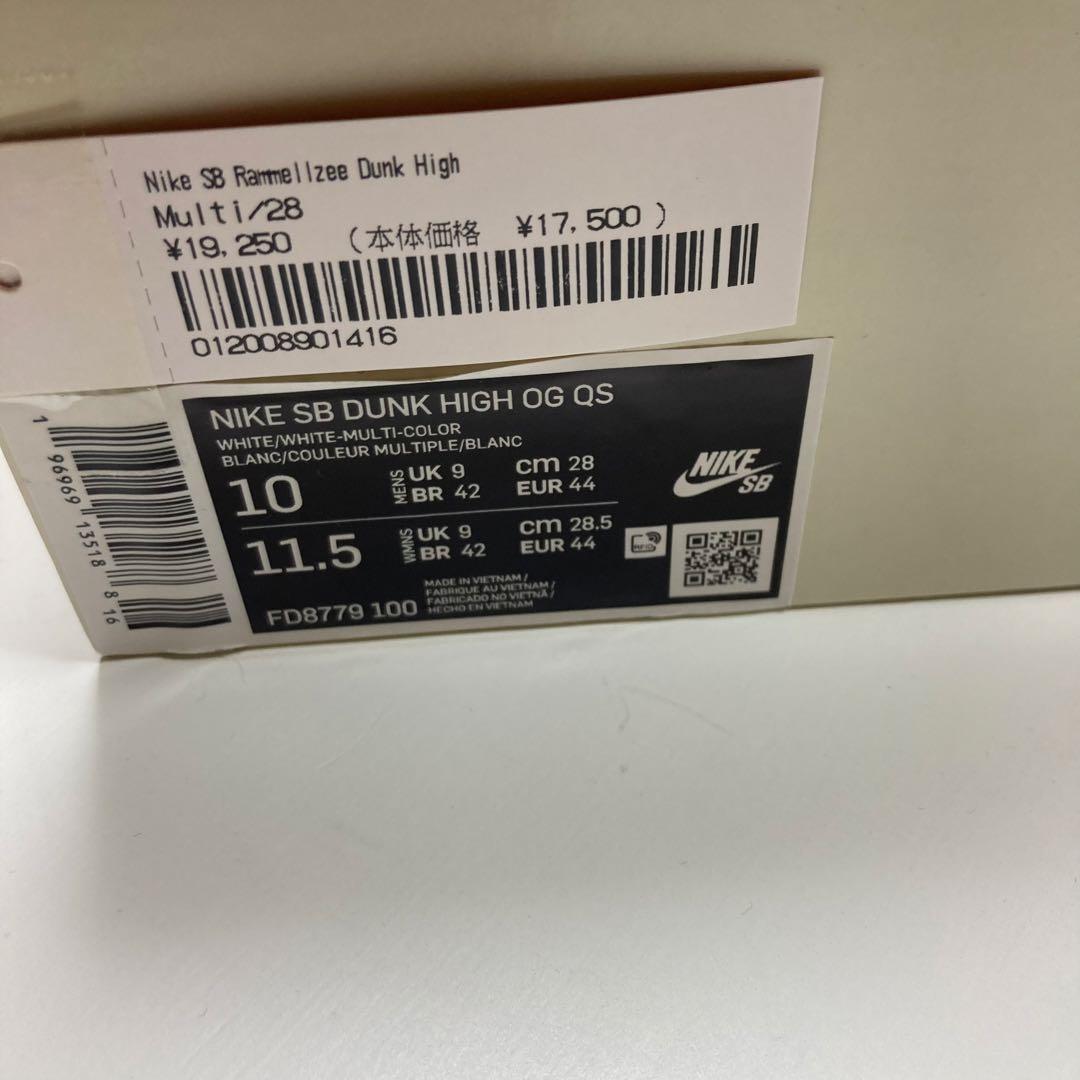 Nike SB Rammellzee Dunk High
Multi/28
¥19,250 (本体価格 ¥17,500 )
012008901416
1 96969 13518 8 16
NIKE SB DUNK HIGH OG QS
WHITE/WHITE-MULTI-COLOR
BLANC/COULEUR MULTIPLE/BLANC
10 MENS UK 9 cm 28
BR 42 EUR 44
11.5 WMNS UK 9 cm 28.5
BR 42 EUR 44
FD8779 100
MADE IN VIETNAM /
FABRIQUE AU VIETNAM /
FABRICADO NO VIETNÃ /
HECHO EN VIETNAM
RFID
NIKE
SB